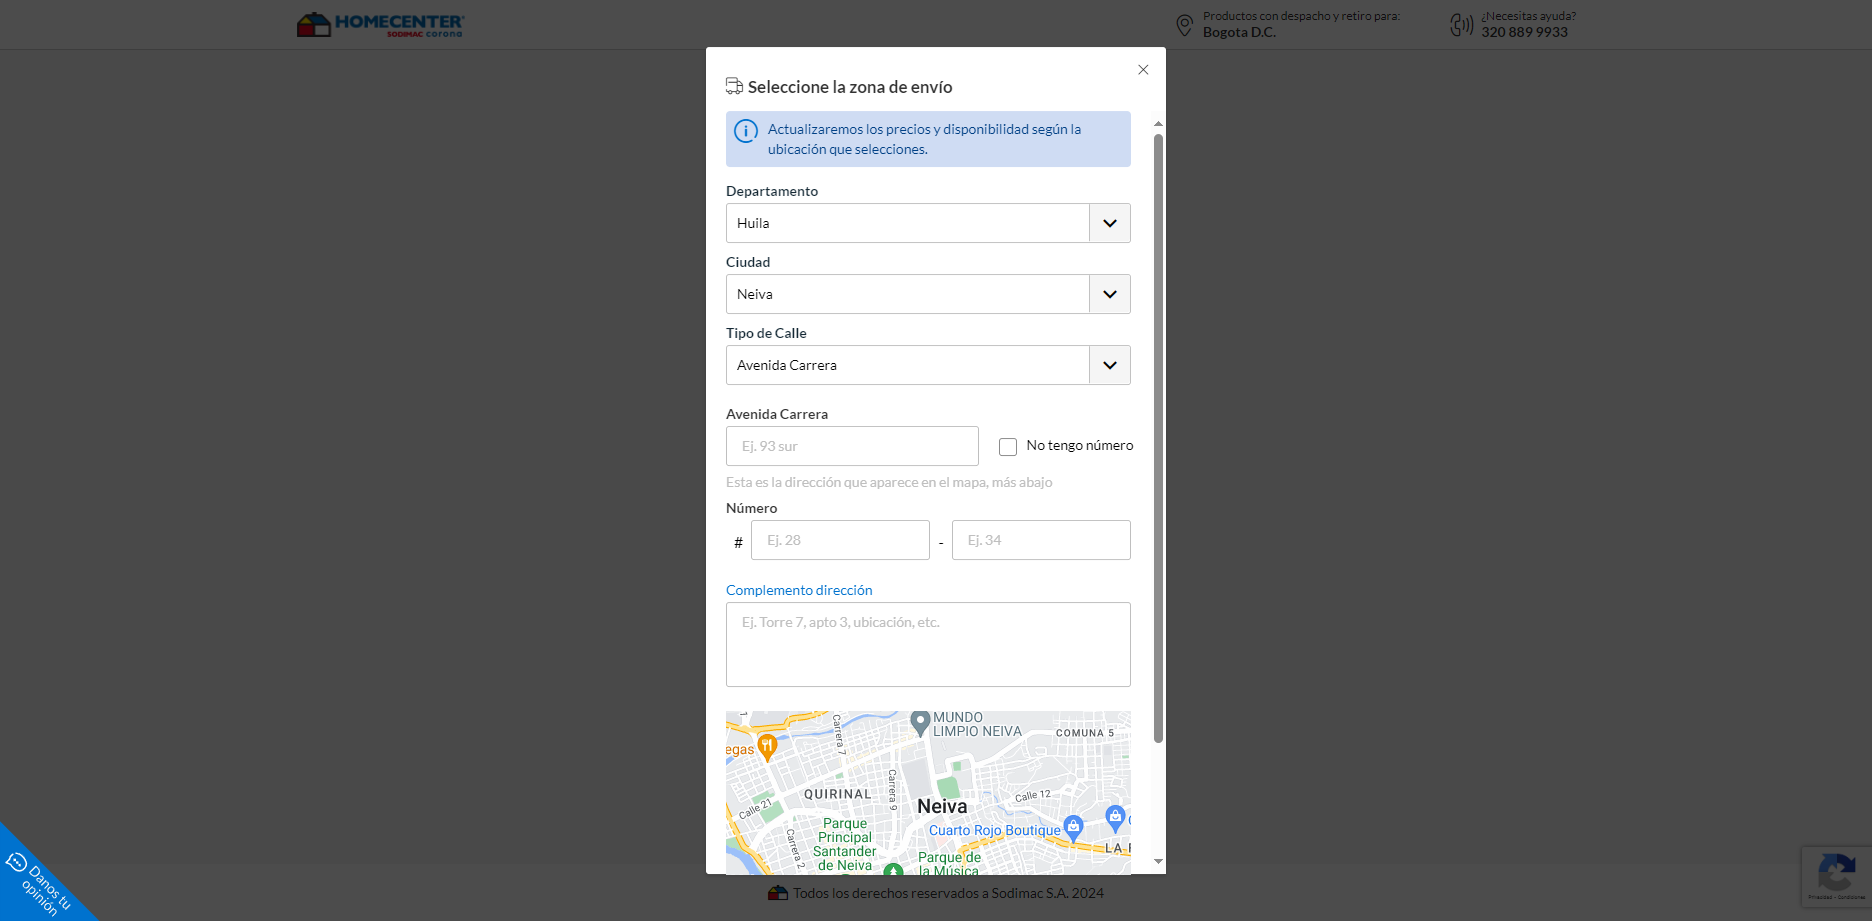 HOMECENTER
SODIMAC corona
Productos con despacho y retiro para:
Bogota D.C.
¿Necesitas ayuda?
320 889 9933
Seleccione la zona de envío
Actualizaremos los precios y disponibilidad según la
ubicación que selecciones.
Departamento
Huila
Ciudad
Neiva
Tipo de Calle
Avenida Carrera
Avenida Carrera
Ej. 93 sur
No tengo número
Esta es la dirección que aparece en el mapa, más abajo
Número
# Ej. 28 - Ej. 34
Complemento dirección
Ej. Torre 7, apto 3, ubicación, etc.
MUNDO
LIMPIO NEIVA
COMUNA 5
Carrera 7
egas
QUIRINAL
Carrera 9
Neiva
Calle 12
Calle 21
Cuarto Rojo Boutique
Parque
Principal
Santander
de Neiva
Carrera 2
LA
Parque de
la Música
Danos tu
opinión
Todos los derechos reservados a Sodimac S.A. 2024
Privacidad - Condiciones